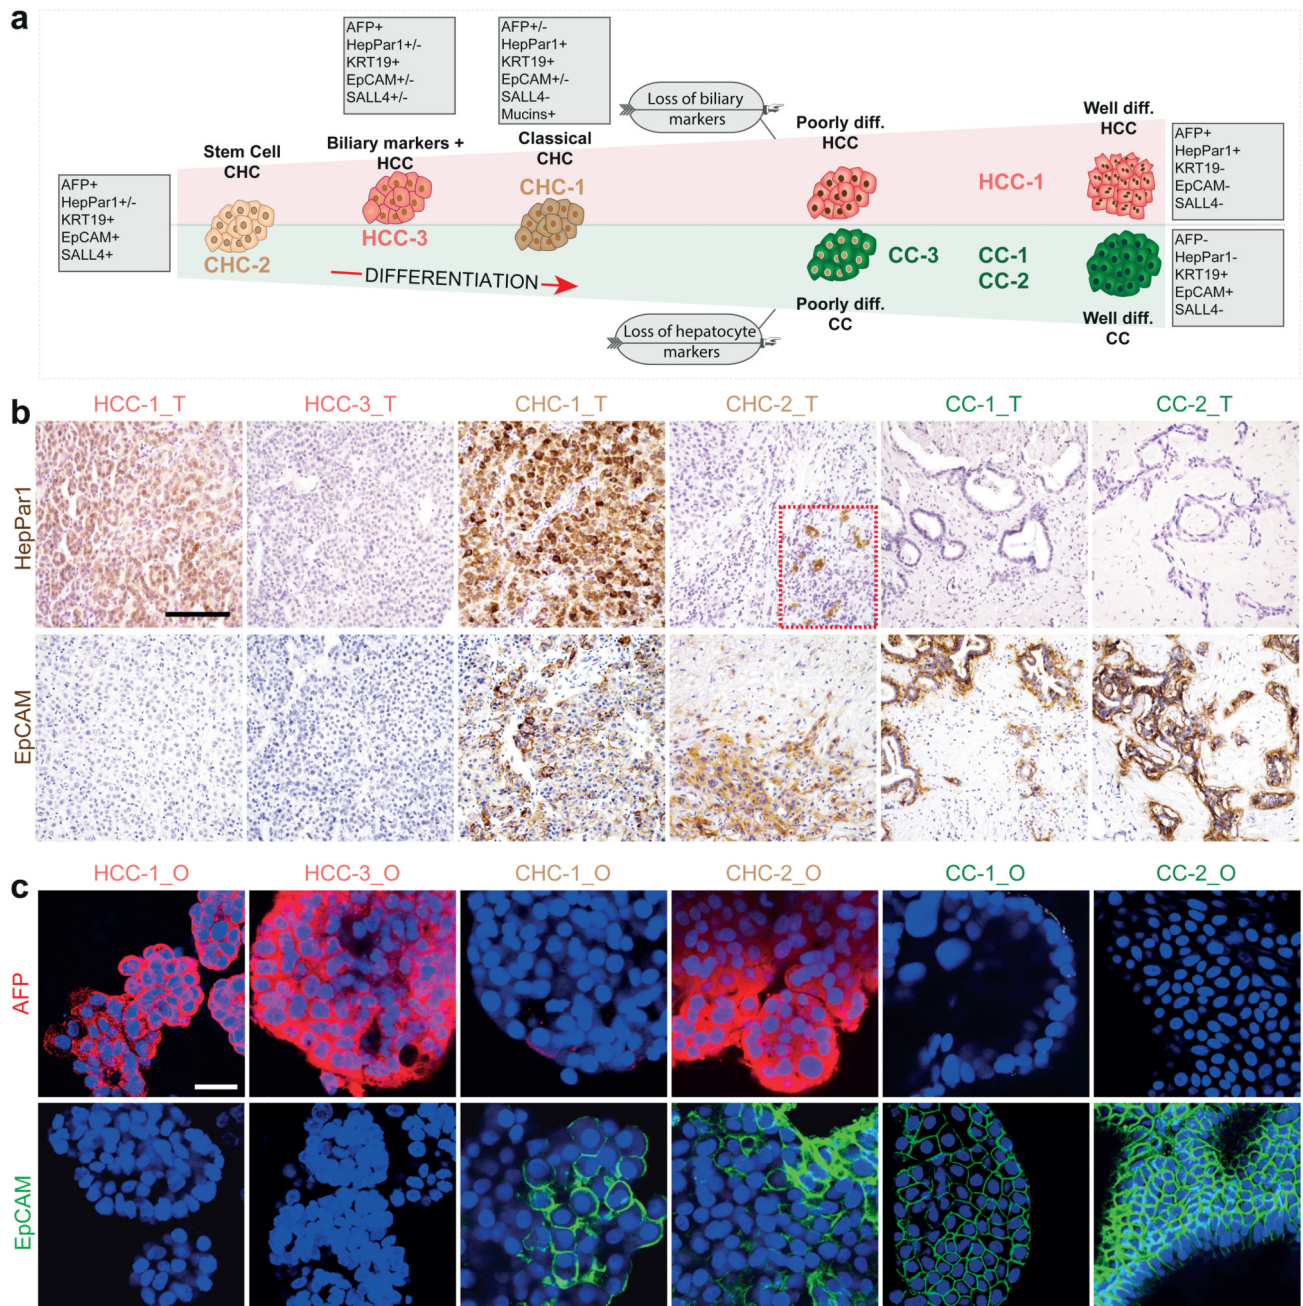 a
AFP+
HepPar1+/-
KRT19+
EpCAM+/-
SALL4+/-
AFP+/-
HepPar1+
KRT19+
EpCAM+/-
SALL4-
Mucins+
Loss of biliary
markers
Stem Cell
CHC
Biliary markers +
HCC
Classical
CHC
Poorly diff.
HCC
Well diff.
HCC
AFP+
HepPar1+/-
KRT19+
EpCAM+
SALL4+
CHC-2
HCC-3
CHC-1
HCC-1
AFP+
HepPar1+
KRT19-
EpCAM-
SALL4-
DIFFERENTIATION
CC-3
CC-1
CC-2
AFP-
HepPar1-
KRT19+
EpCAM+
SALL4-
Poorly diff.
CC
Well diff.
CC
Loss of hepatocyte
markers
b
HCC-1_T
HCC-3_T
CHC-1_T
CHC-2_T
CC-1_T
CC-2_T
HepPar1
EpCAM
c
HCC-1_O
HCC-3_O
CHC-1_O
CHC-2_O
CC-1_O
CC-2_O
AFP
EpCAM